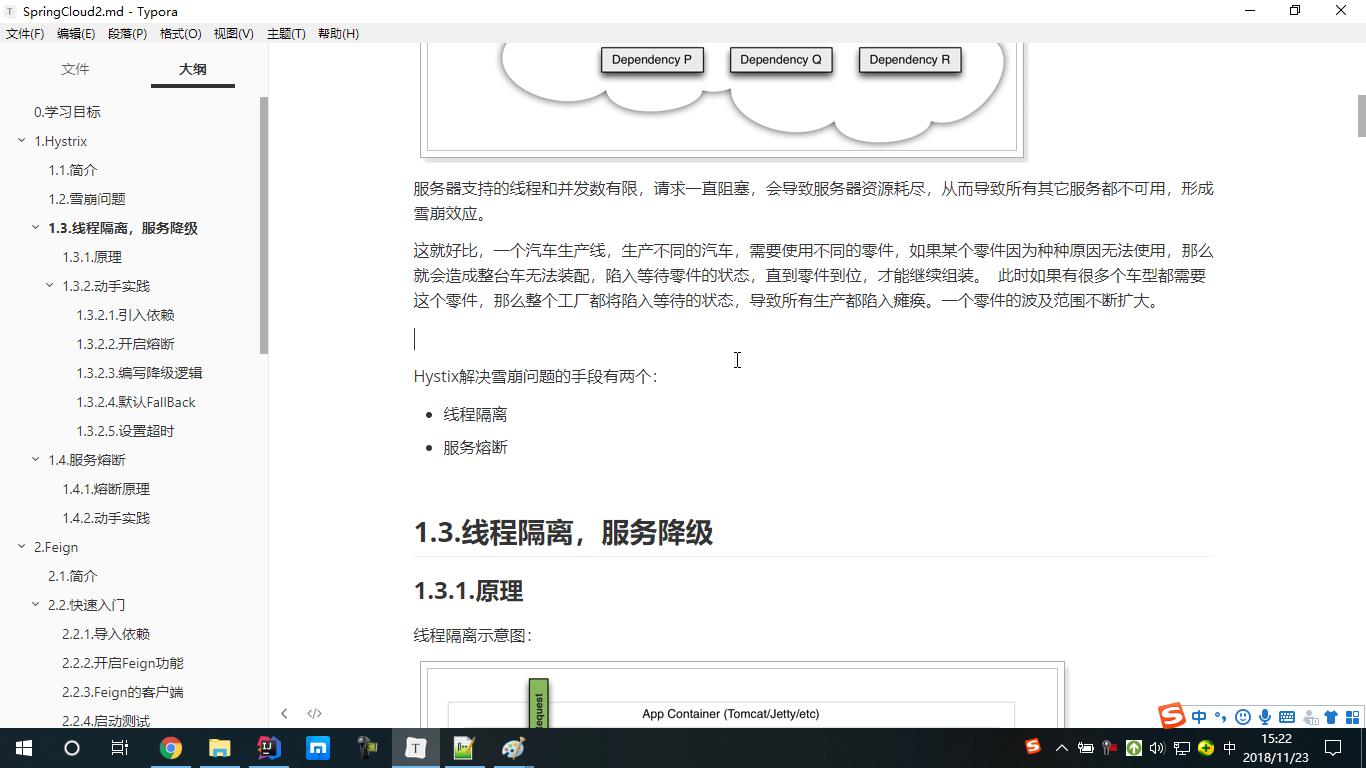 SpringCloud2.md - Typora
文件(F) 编辑(E) 段落(P) 格式(O) 视图(V) 主题(T) 帮助(H)
文件 大纲
0.学习目标
1.Hystrix
1.1.简介
1.2.雪崩问题
1.3.线程隔离，服务降级
1.3.1.原理
1.3.2.动手实践
1.3.2.1.引入依赖
1.3.2.2.开启熔断
1.3.2.3.编写降级逻辑
1.3.2.4.默认FallBack
1.3.2.5.设置超时
1.4.服务熔断
1.4.1.熔断原理
1.4.2.动手实践
2.Feign
2.1.简介
2.2.快速入门
2.2.1.导入依赖
2.2.2.开启Feign功能
2.2.3.Feign的客户端
2.2.4.启动测试
Dependency P Dependency Q Dependency R
服务器支持的线程和并发数有限，请求一直阻塞，会导致服务器资源耗尽，从而导致所有其它服务都不可用，形成
雪崩效应。
这就好比，一个汽车生产线，生产不同的汽车，需要使用不同的零件，如果某个零件因为种种原因无法使用，那么
就会造成整台车无法装配，陷入等待零件的状态，直到零件到位，才能继续组装。 此时如果有很多个车型都需要
这个零件，那么整个工厂都将陷入等待的状态，导致所有生产都陷入瘫痪。一个零件的波及范围不断扩大。
Hystix解决雪崩问题的手段有两个：
线程隔离
服务熔断
1.3.线程隔离，服务降级
1.3.1.原理
线程隔离示意图：
Request
App Container (Tomcat/Jetty/etc)
中
中
15:22
2018/11/23